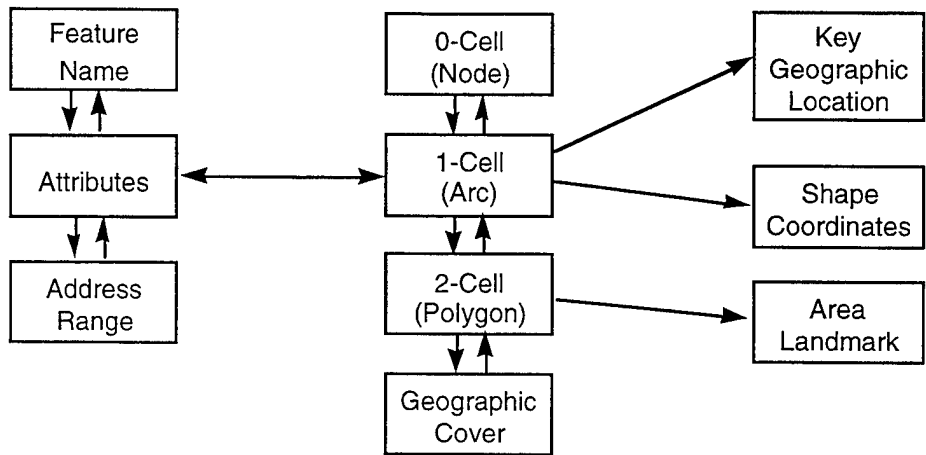 Feature
Name
Attributes
Address
Range
0-Cell
(Node)
1-Cell
(Arc)
2-Cell
(Polygon)
Geographic
Cover
Key
Geographic
Location
Shape
Coordinates
Area
Landmark